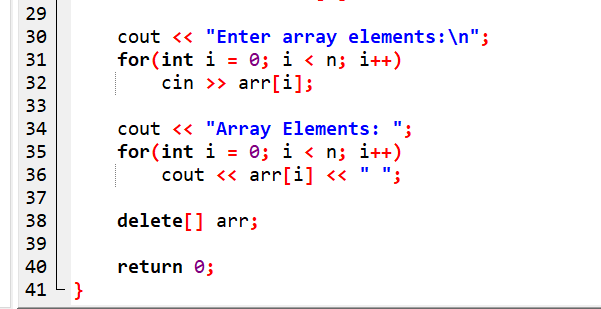 29
30 cout << "Enter array elements:\n";
31 for(int i = 0; i < n; i++)
32 cin >> arr[i];
33
34 cout << "Array Elements: ";
35 for(int i = 0; i < n; i++)
36 cout << arr[i] << " ";
37
38 delete[] arr;
39
40 return 0;
41 }